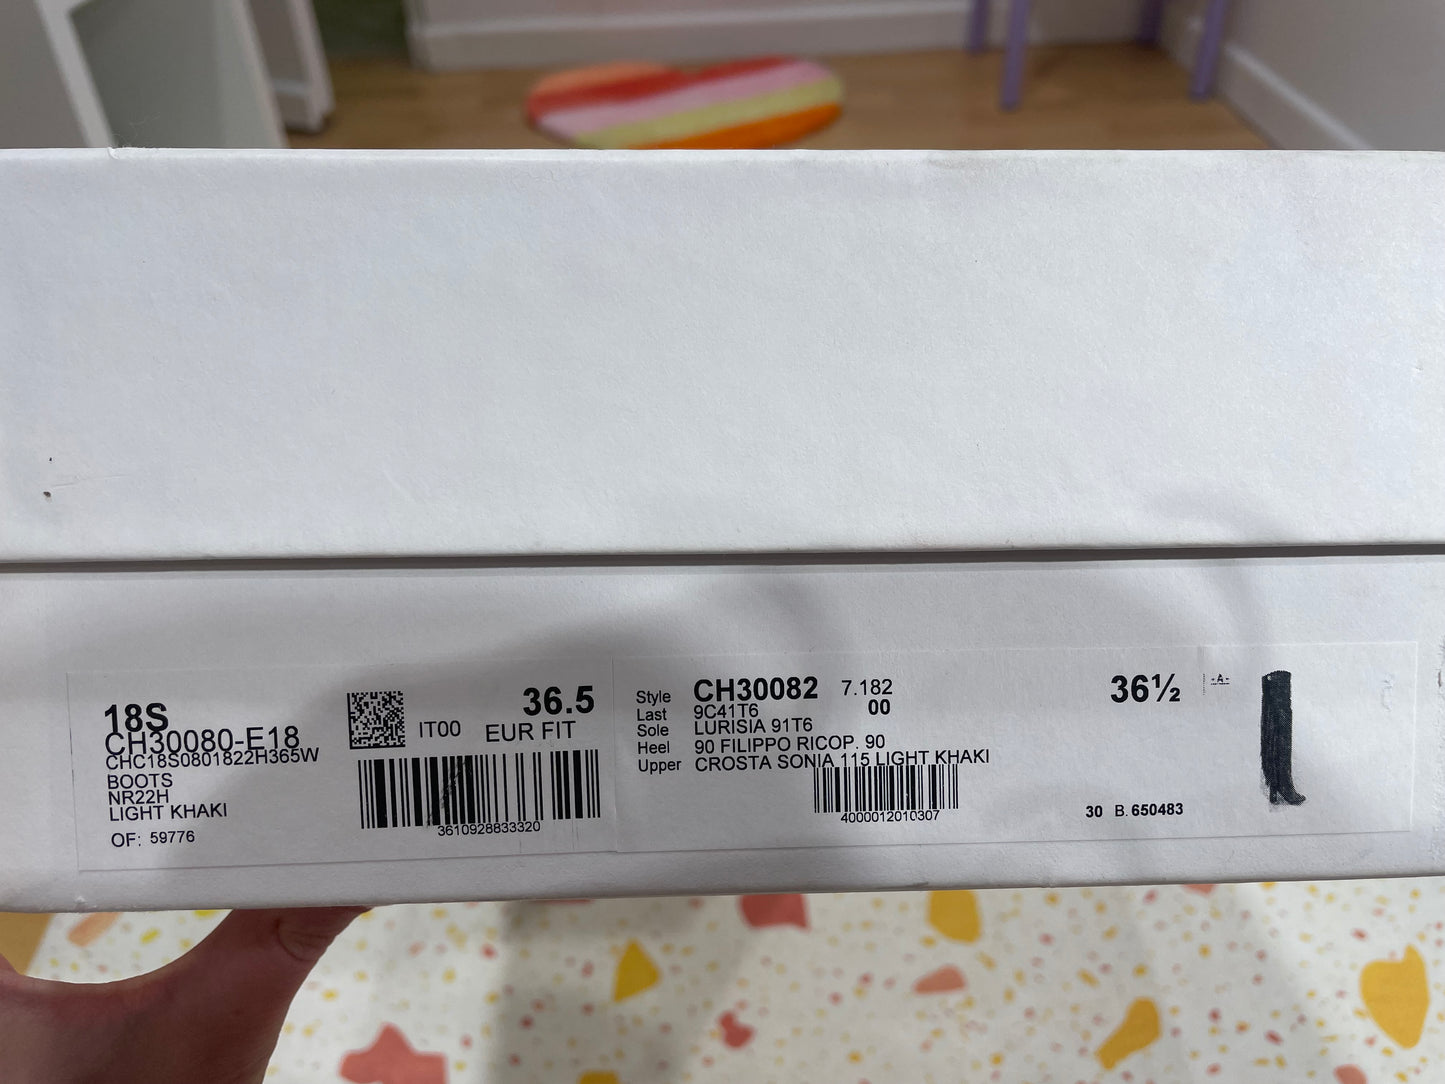 18S
CH30080-E18
CHC18S0801822H365W
BOOTS
NR22H
LIGHT KHAKI
OF: 59776
IT00
36.5
EUR FIT
3610928833320
Style CH30082 7.182
Last 9C41T6 00
Sole LURISIA 91T6
Heel 90 FILIPPO RICOP. 90
Upper CROSTA SONIA 115 LIGHT KHAKI
4000012010307
36½
-A-
30 B. 650483